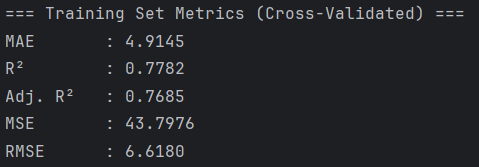 === Training Set Metrics (Cross-Validated) ===
MAE       : 4.9145
R²        : 0.7782
Adj. R²   : 0.7685
MSE       : 43.7976
RMSE      : 6.6180